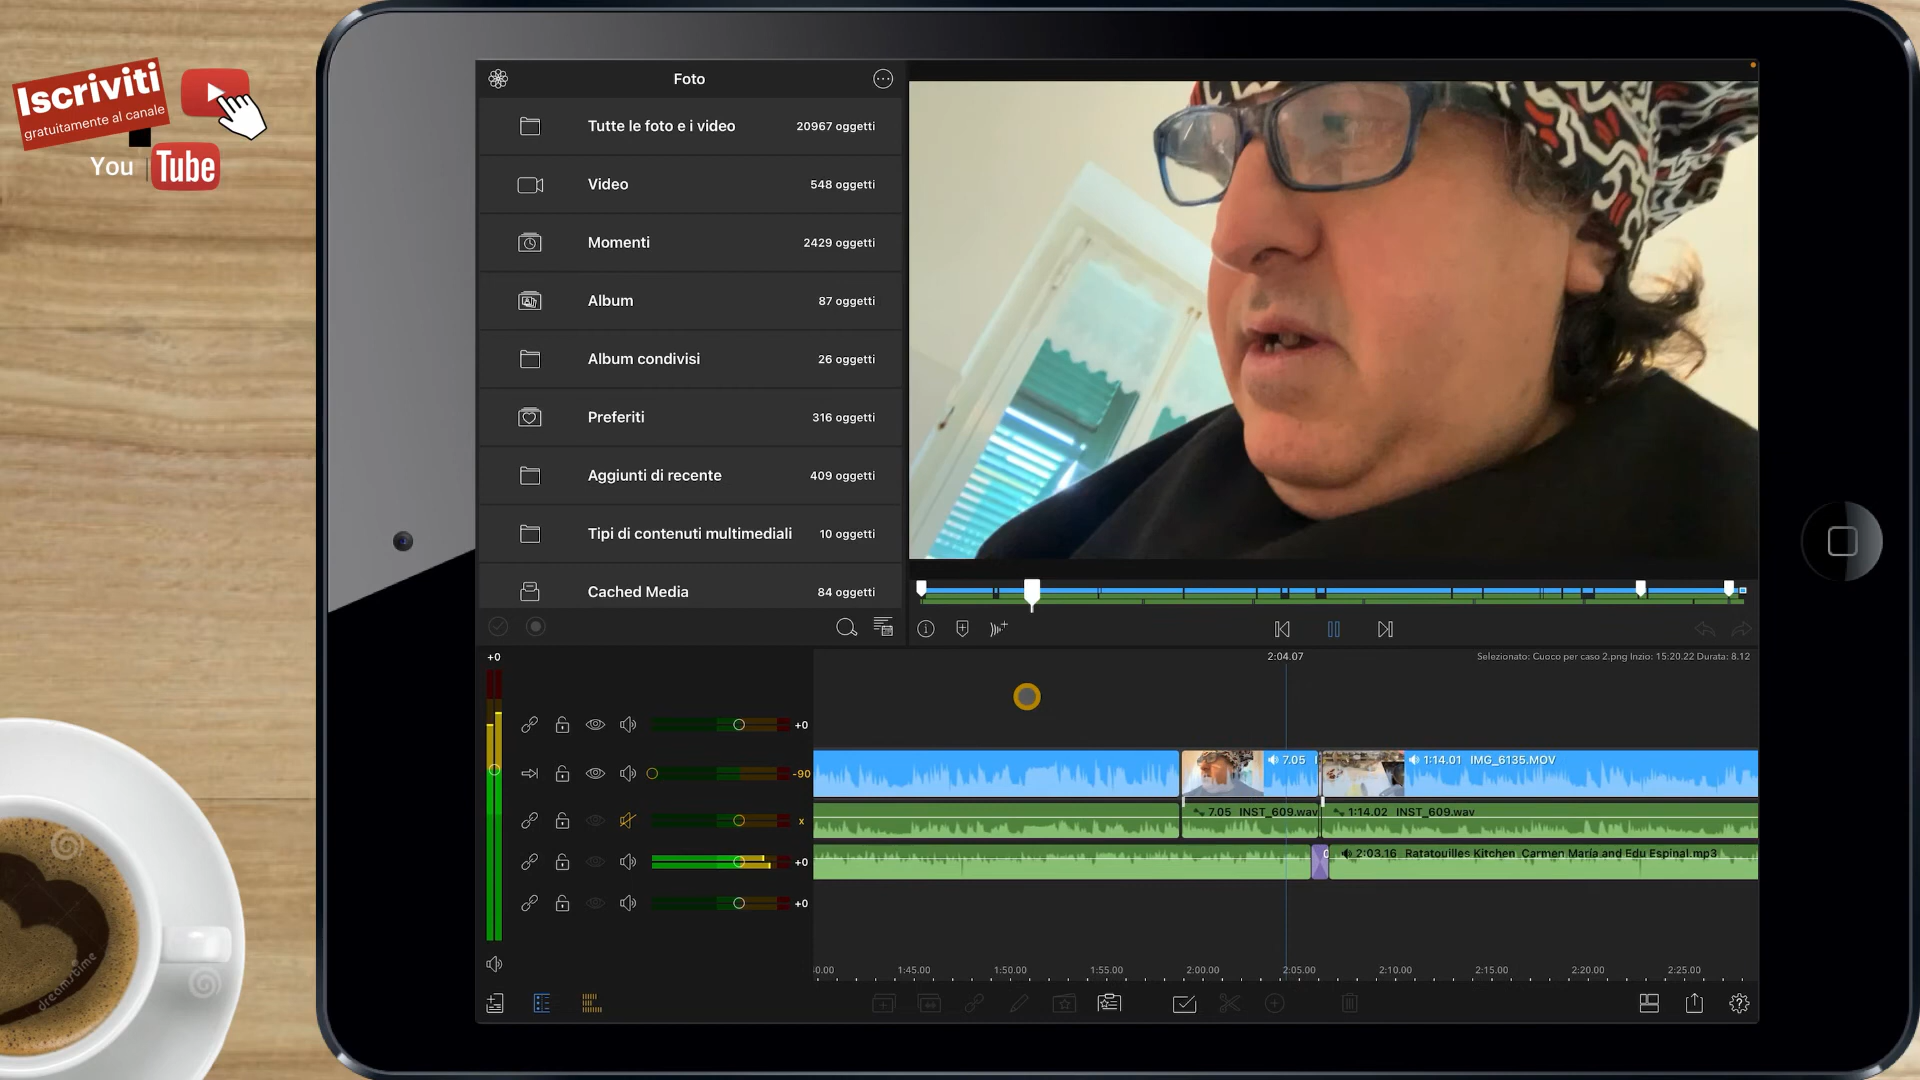 Iscriviti
gratuitamente al canale
You Tube
Foto
Tutte le foto e i video 20967 oggetti
Video 548 oggetti
Momenti 2429 oggetti
Album 87 oggetti
Album condivisi 26 oggetti
Preferiti 316 oggetti
Aggiunti di recente 409 oggetti
Tipi di contenuti multimediali 10 oggetti
Cached Media 84 oggetti
+0
2:04.07
Selezionato: Cuoco per caso 2.png Inzio: 15:20.22 Durata: 8.12
+0
-90
7.05
1:14.01 IMG_6135.MOV
x
7.05 INST_609.wav
1:14.02 INST_609.wav
+0
2:03.16 Ratatouilles Kitchen Carmen María and Edu Espinal.mp3
+0
1:45.00 1:50.00 1:55.00 2:00.00 2:05.00 2:10.00 2:15.00 2:20.00 2:25.00
dreamstime